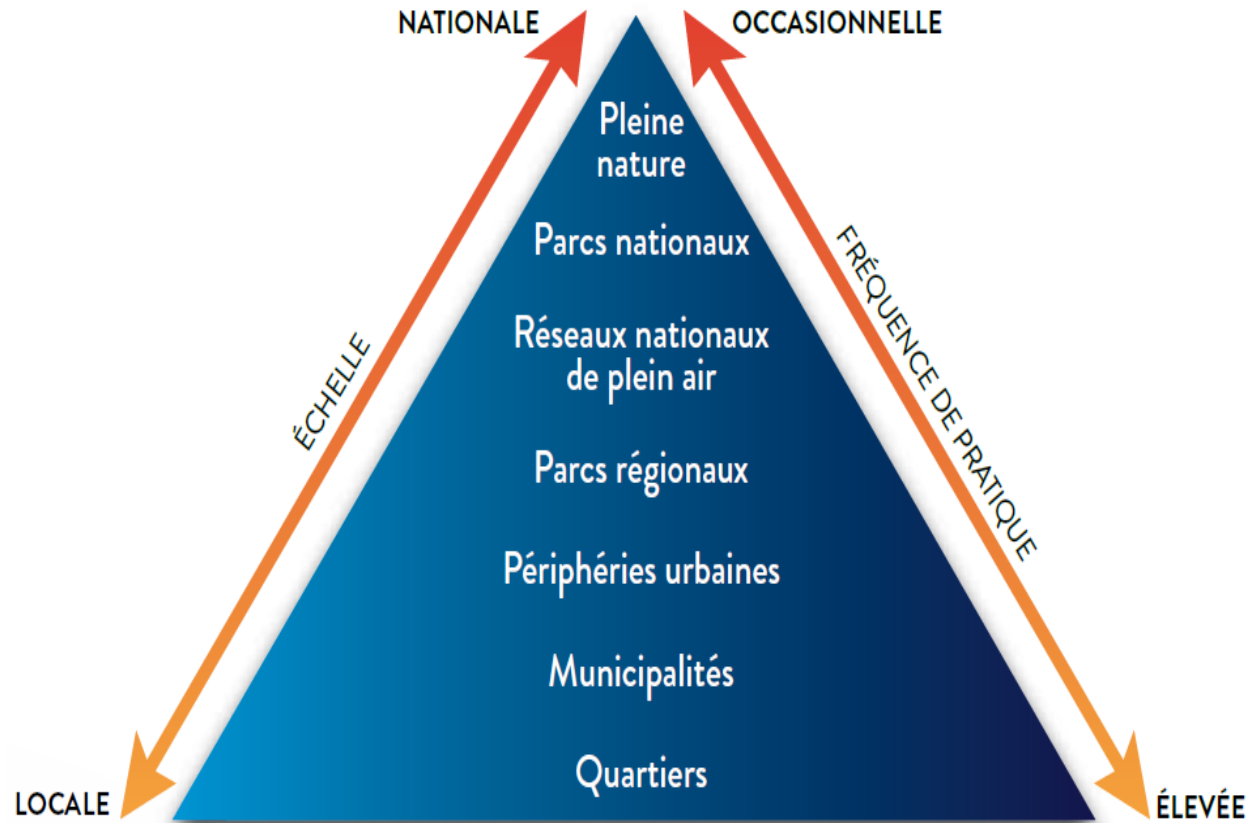 NATIONALE
OCCASIONNELLE
Pleine
nature
Parcs nationaux
Réseaux nationaux
de plein air
Parcs régionaux
Périphéries urbaines
Municipalités
Quartiers
ÉCHELLE
FRÉQUENCE DE PRATIQUE
LOCALE
ÉLEVÉE